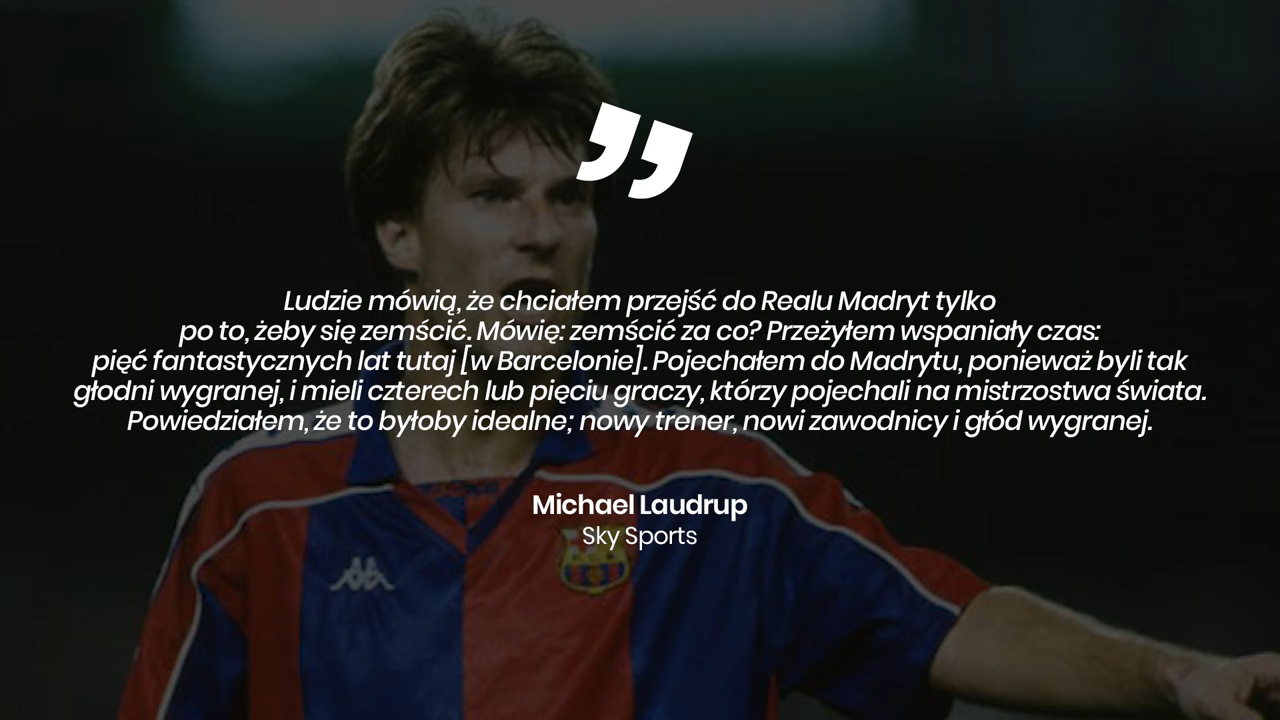 ”
Ludzie mówią, że chciałem przejść do Realu Madryt tylko
po to, żeby się zemścić. Mówię: zemścić za co? Przeżyłem wspaniały czas:
pięć fantastycznych lat tutaj [w Barcelonie]. Pojechałem do Madrytu, ponieważ byli tak
głodni wygranej, i mieli czterech lub pięciu graczy, którzy pojechali na mistrzostwa świata.
Powiedziałem, że to byłoby idealne; nowy trener, nowi zawodnicy i głód wygranej.
Michael Laudrup
Sky Sports